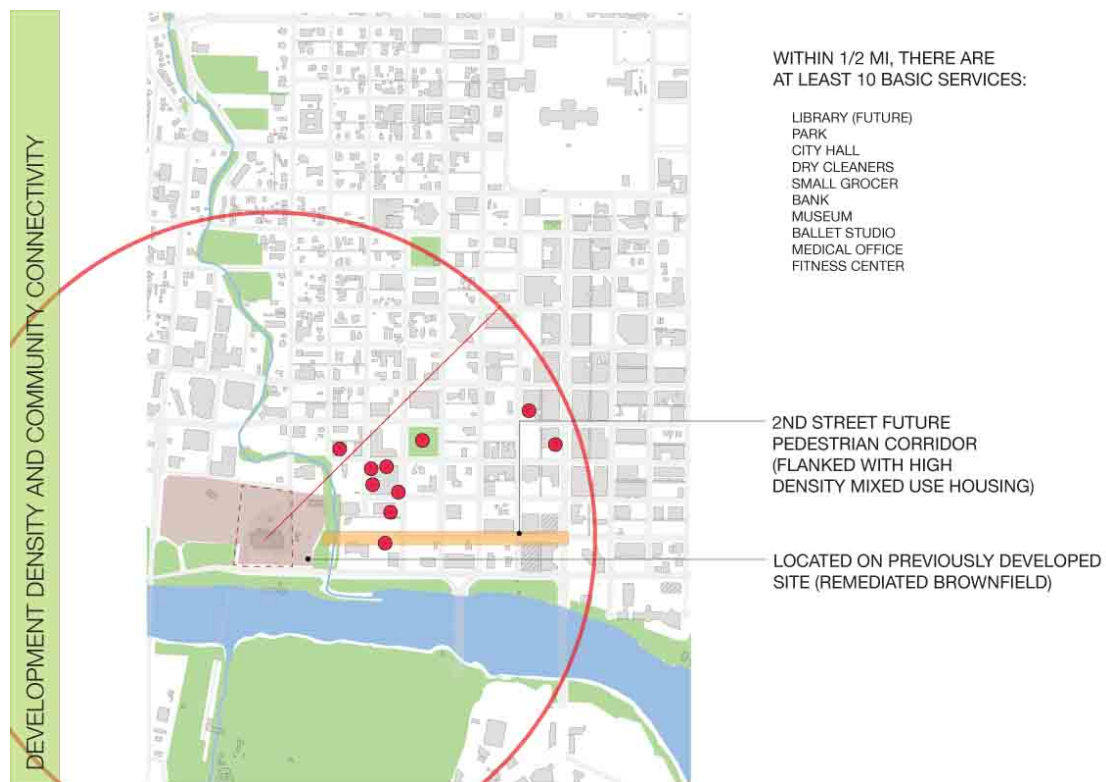 DEVELOPMENT DENSITY AND COMMUNITY CONNECTIVITY
WITHIN 1/2 MI, THERE ARE
AT LEAST 10 BASIC SERVICES:
LIBRARY (FUTURE)
PARK
CITY HALL
DRY CLEANERS
SMALL GROCER
BANK
MUSEUM
BALLET STUDIO
MEDICAL OFFICE
FITNESS CENTER
2ND STREET FUTURE
PEDESTRIAN CORRIDOR
(FLANKED WITH HIGH
DENSITY MIXED USE HOUSING)
LOCATED ON PREVIOUSLY DEVELOPED
SITE (REMEDIATED BROWNFIELD)